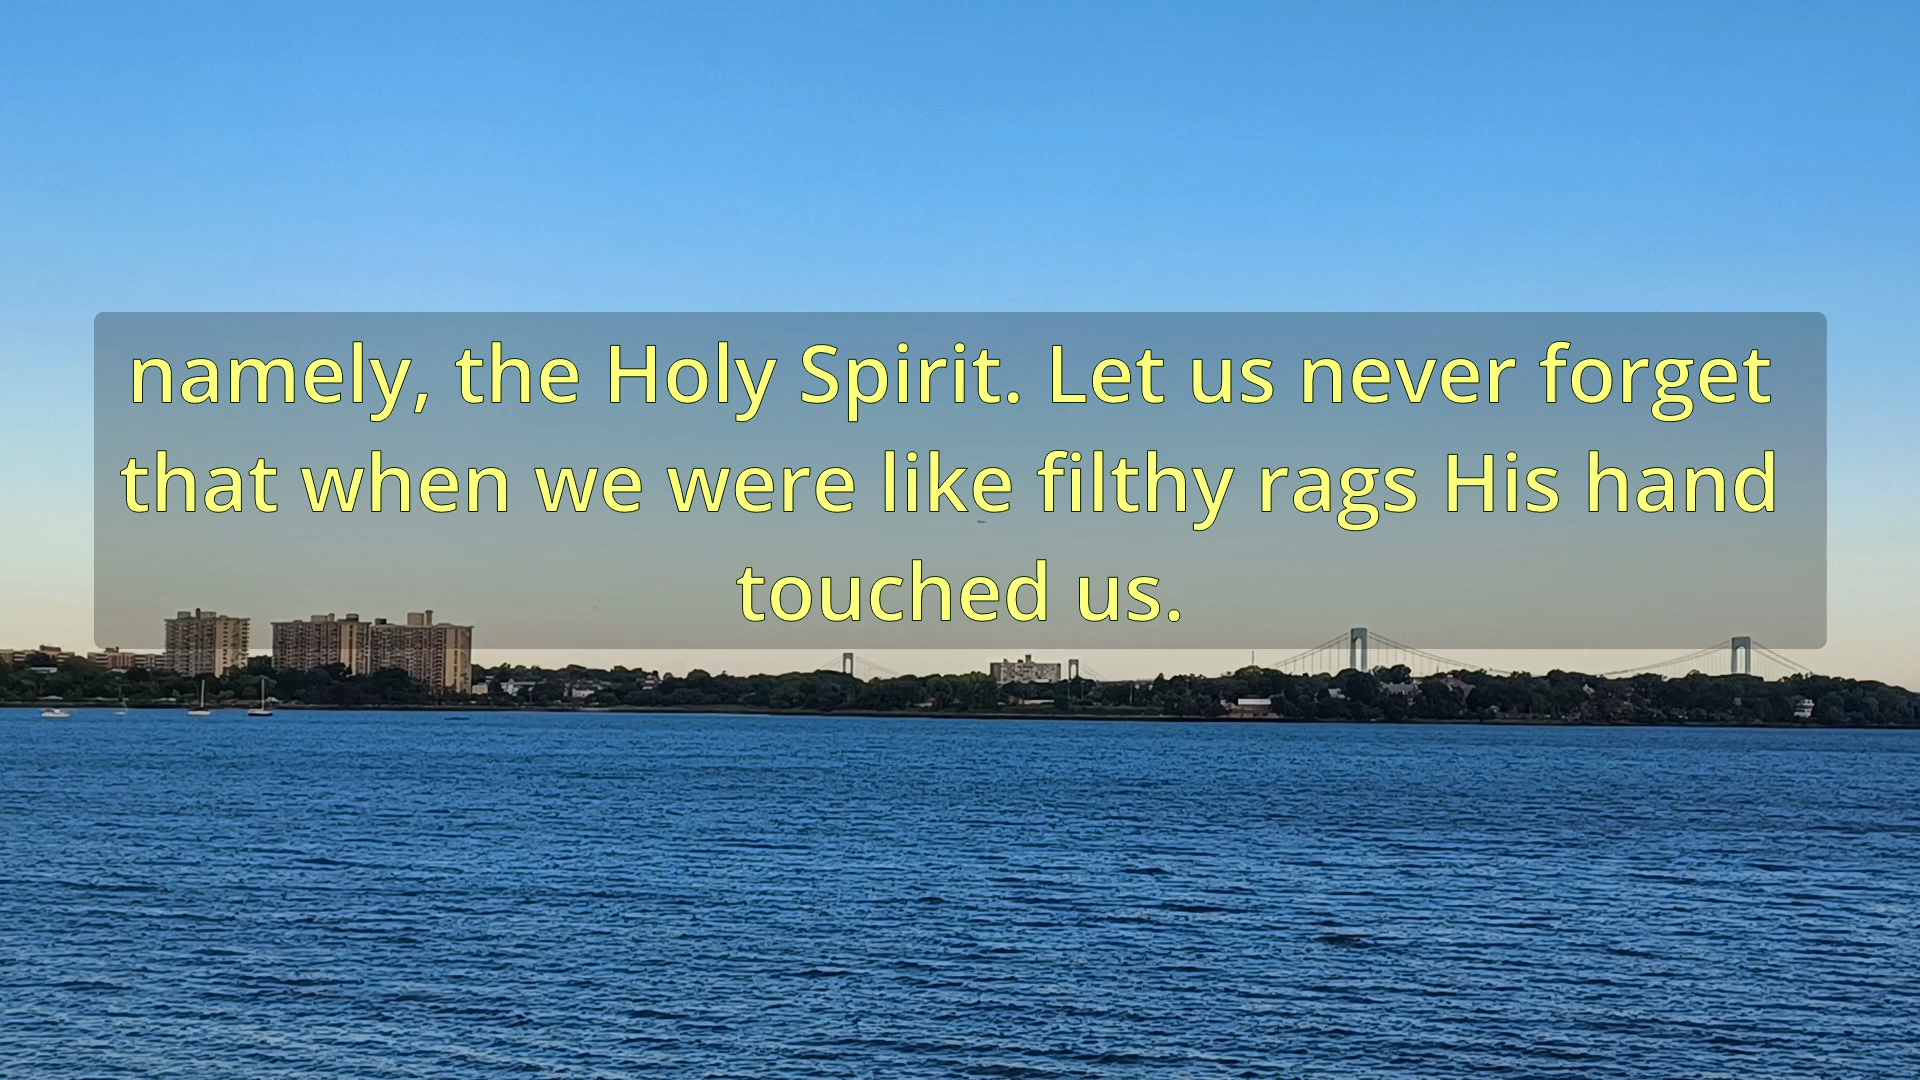 namely, the Holy Spirit. Let us never forget
that when we were like filthy rags His hand
touched us.